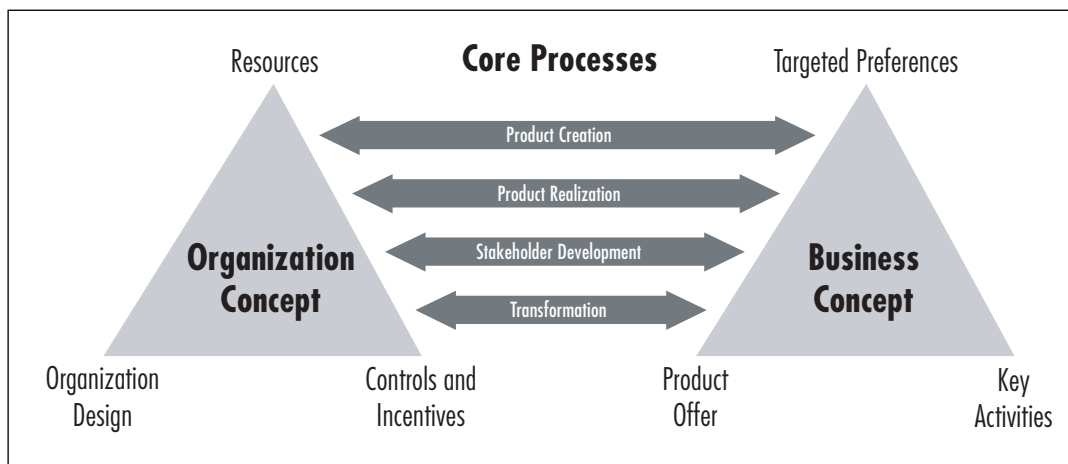 Resources
Core Processes
Targeted Preferences
Product Creation
Product Realization
Stakeholder Development
Transformation
Organization
Concept
Business
Concept
Organization
Design
Controls and
Incentives
Product
Offer
Key
Activities